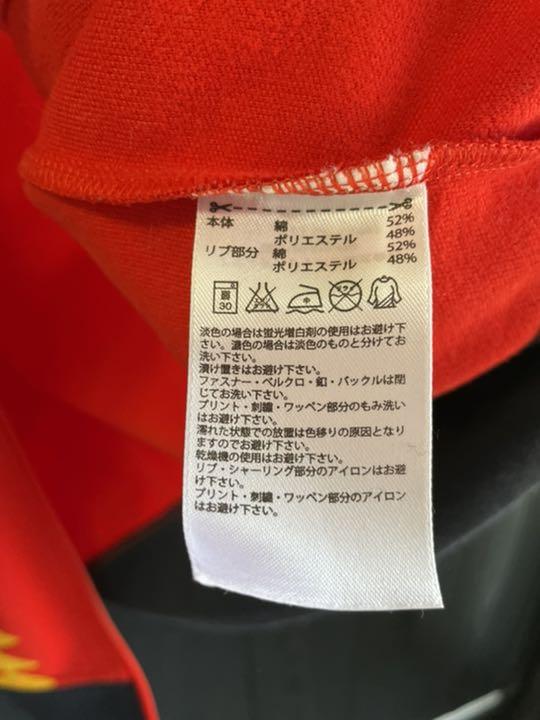 本体 綿 52%
ポリエステル 48%
リブ部分 綿 52%
ポリエステル 48%
弱 30
淡色の場合は蛍光増白剤の使用はお避け下
さい。濃色の場合は淡色のものと分けてお
洗い下さい。
漬け置きはお避け下さい。
ファスナー・ベルクロ・釦・バックルは閉
じてお洗い下さい。
プリント・刺繍・ワッペン部分のもみ洗い
はお避け下さい。
濡れた状態での放置は色移りの原因となり
ますのでお避け下さい。
乾燥機の使用はお避け下さい。
リブ・シャーリング部分のアイロンはお避
け下さい。
プリント・刺繍・ワッペン部分のアイロン
はお避け下さい。